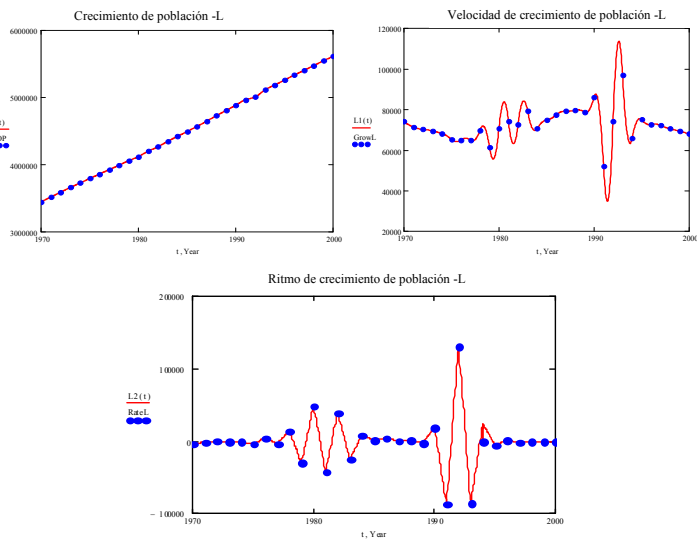 Crecimiento de población -L
6000000
5000000
t)
OP
4000000
3000000
1970
1980
1990
2000
t , Year
Velocidad de crecimiento de población -L
120000
100000
80000
L1(t)
GrowL
60000
40000
20000
1970
1980
1990
2000
t , Year
Ritmo de crecimiento de población -L
200000
100000
L2(t)
RateL
0
− 100000
1970
1980
1990
2000
t , Year